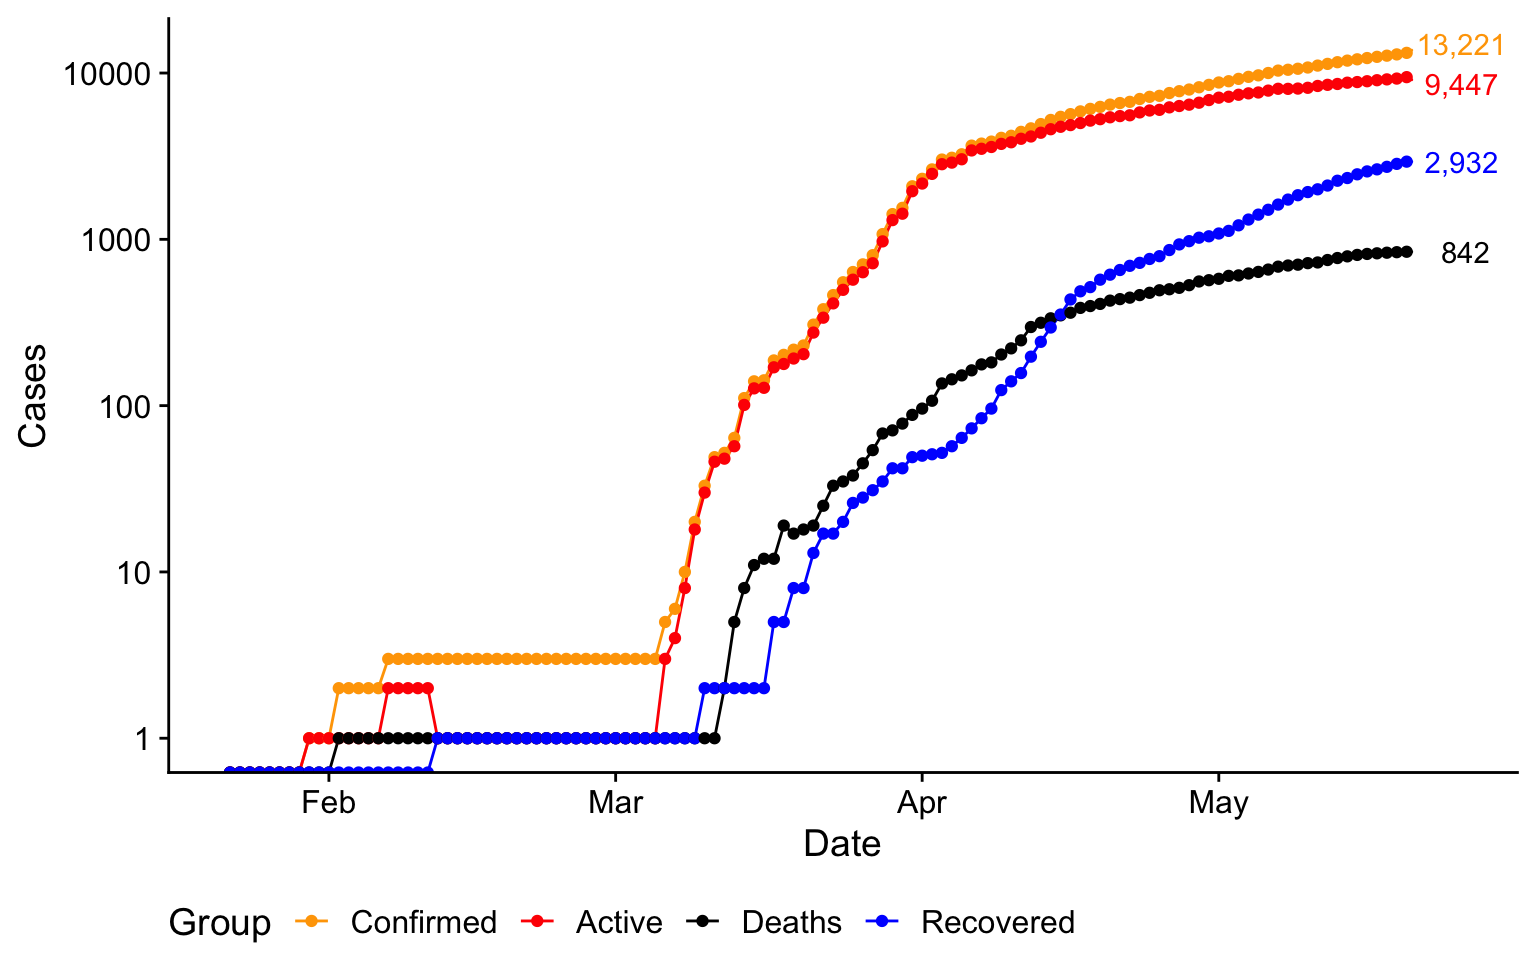 13,221
10000
9,447
2,932
1000
842
Cases
100
10
1
Feb Mar Apr May
Date
Group Confirmed Active Deaths Recovered